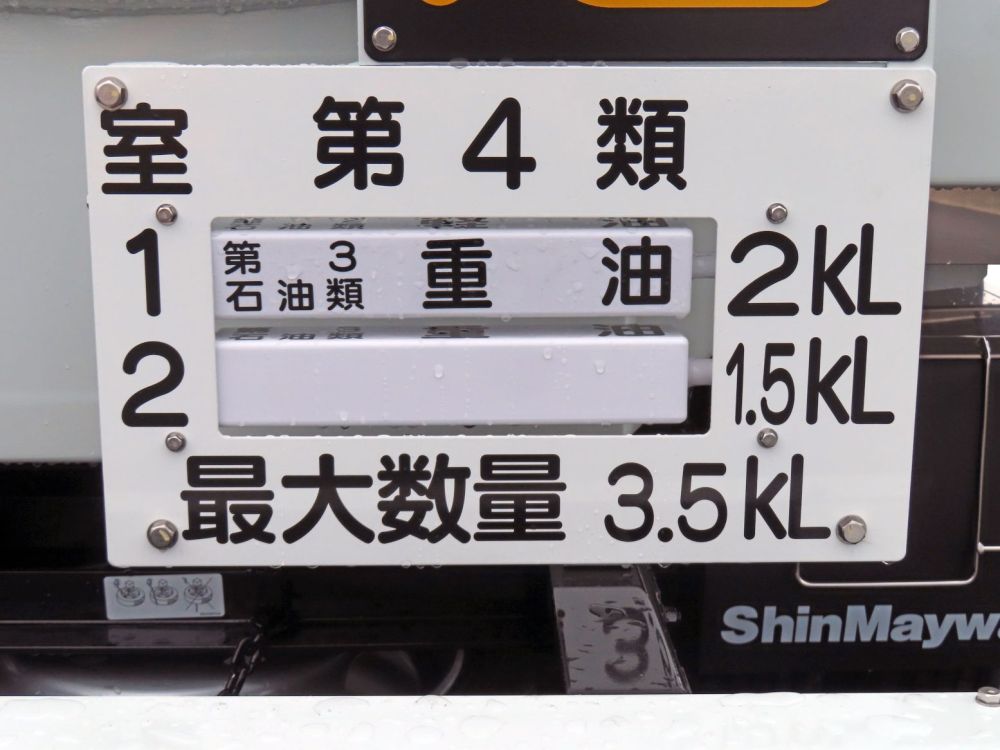 室 第4類
1 第3石油類 重油 2kL
2 1.5kL
最大数量 3.5kL
ShinMayw